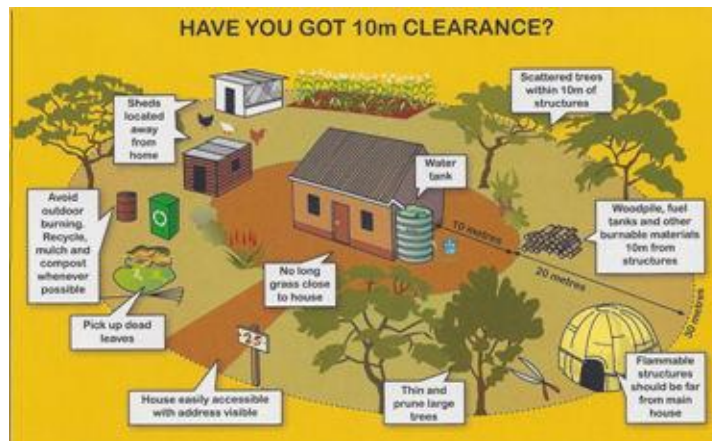 HAVE YOU GOT 10m CLEARANCE?
Sheds
located
away
from
home
Scattered trees
within 10m of
structures
Water
tank
Avoid
outdoor
burning.
Recycle,
mulch and
compost
whenever
possible
10 metres
Woodpile, fuel
tanks and other
burnable materials
10m from
structures
20 metres
30 metres
No long
grass close
to house
Pick up dead
leaves
25
House easily accessible
with address visible
Thin and
prune large
trees
Flammable
structures
should be far
from main
house